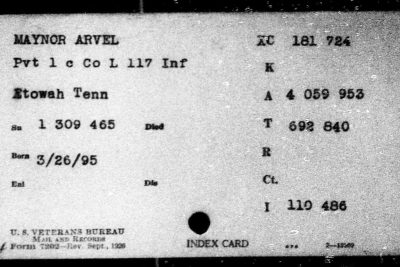 MAYNOR ARVEL XC 181 724
Pvt 1 c Co L 117 Inf K
Etowah Tenn A 4 059 953
Sn 1 309 465 Died T 692 840
Born 3/26/95 R
Enl Dis Ct.
I 110 486
U. S. VETERANS BUREAU
MAIL AND RECORDS
Form 7202—Rev. Sept., 1926 INDEX CARD